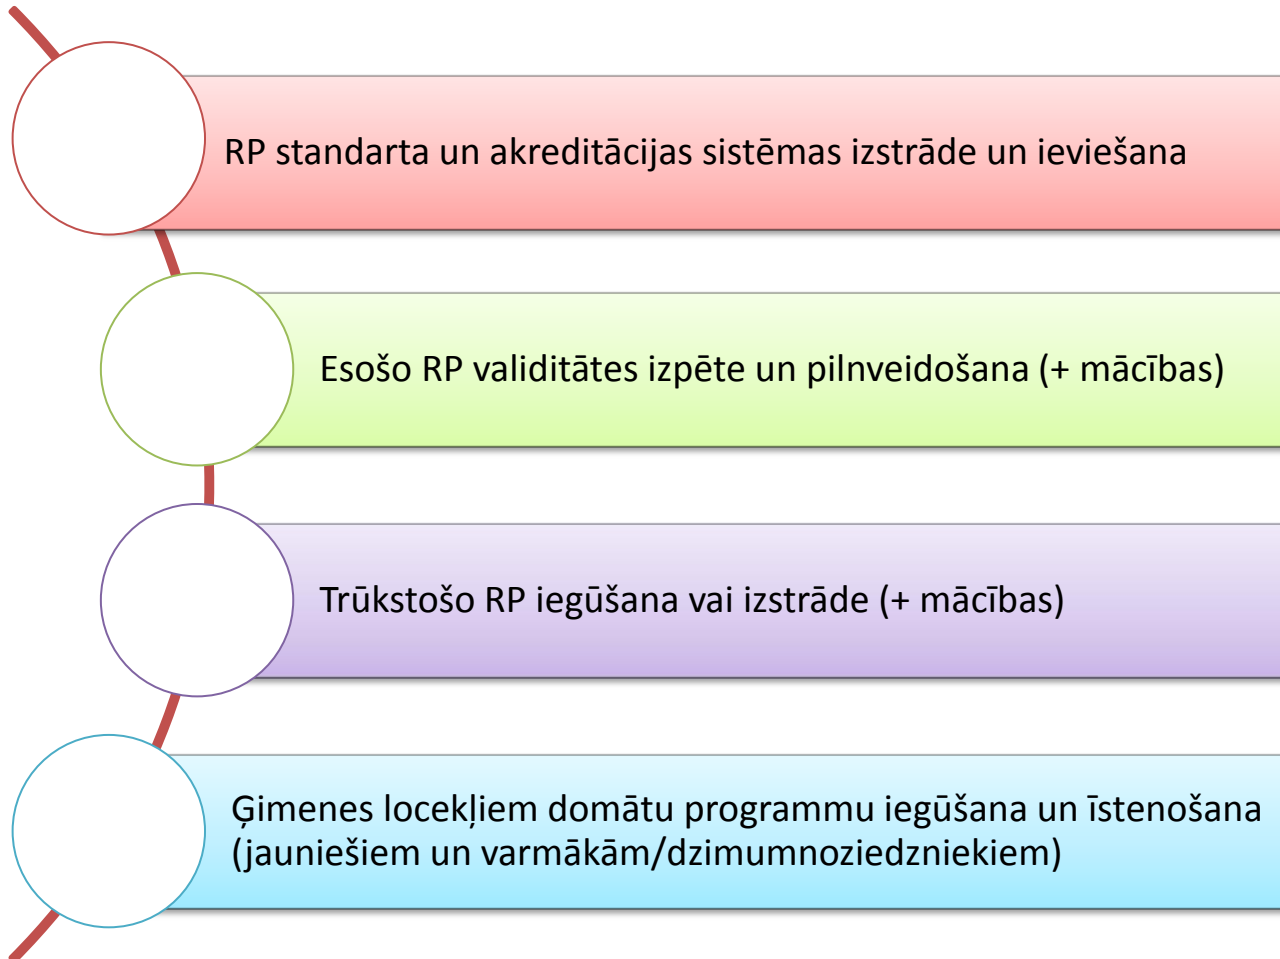 RP standarta un akreditācijas sistēmas izstrāde un ieviešana
Esošo RP validitātes izpēte un pilnveidošana (+ mācības)
Trūkstošo RP iegūšana vai izstrāde (+ mācības)
Ģimenes locekļiem domātu programmu iegūšana un īstenošana
(jauniešiem un varmākām/dzimumnoziedzniekiem)